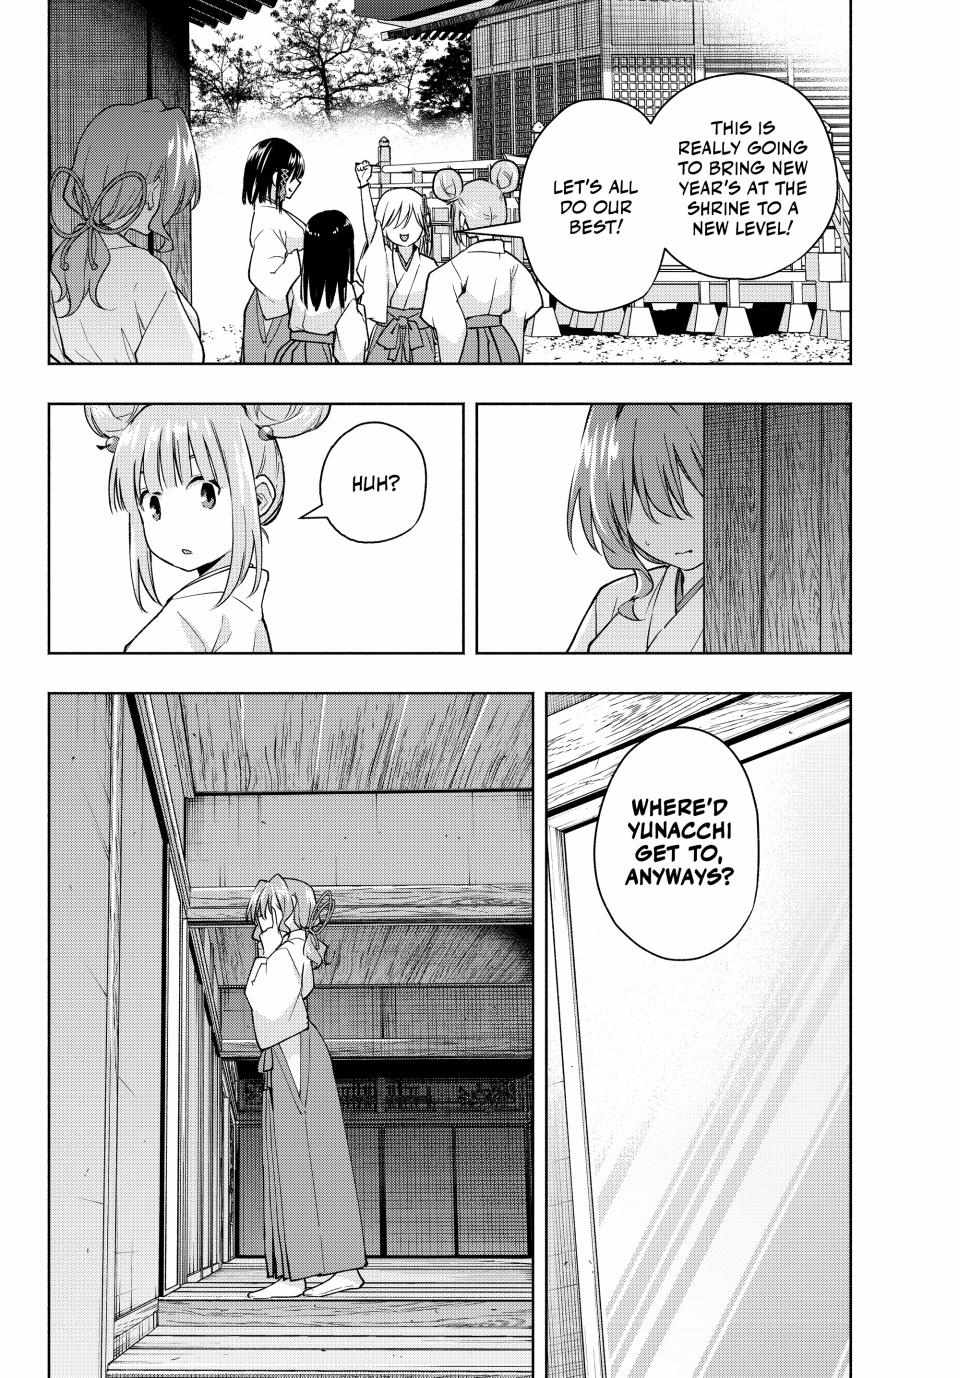 THIS IS
REALLY GOING
TO BRING NEW
YEAR'S AT THE
SHRINE TO A
NEW LEVEL!
LET'S ALL
DO OUR
BEST!
HUH?
WHERE'D
YUNACCHI
GET TO,
ANYWAYS?